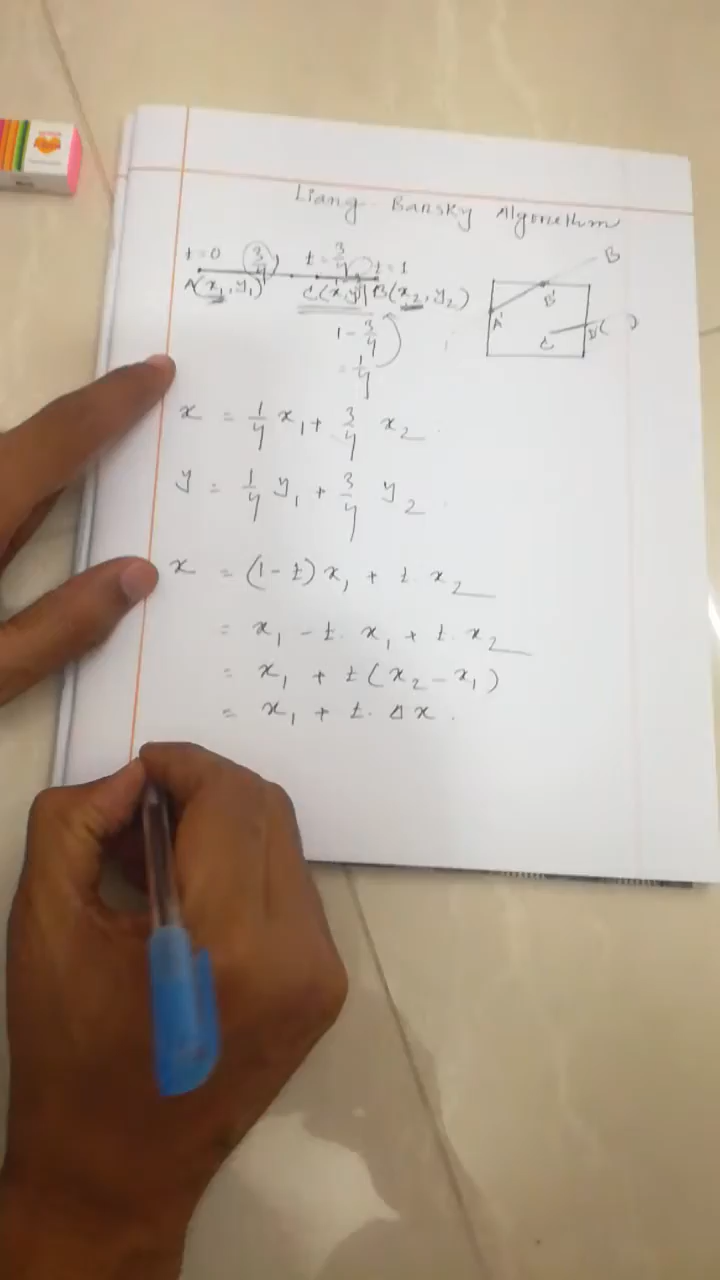 Liang-Barsky Algorithm
t=0 3/4 t=3/4 t=1
A(x₁, y₁) C(x, y) B(x₂, y₂)
1 - 3/4
= 1/4
B
A' B'
C D' ( )
x = 1/4 x₁ + 3/4 x₂
y = 1/4 y₁ + 3/4 y₂
x = (1-t) x₁ + t. x₂
= x₁ - t. x₁ + t. x₂
= x₁ + t(x₂ - x₁)
= x₁ + t. Δx.